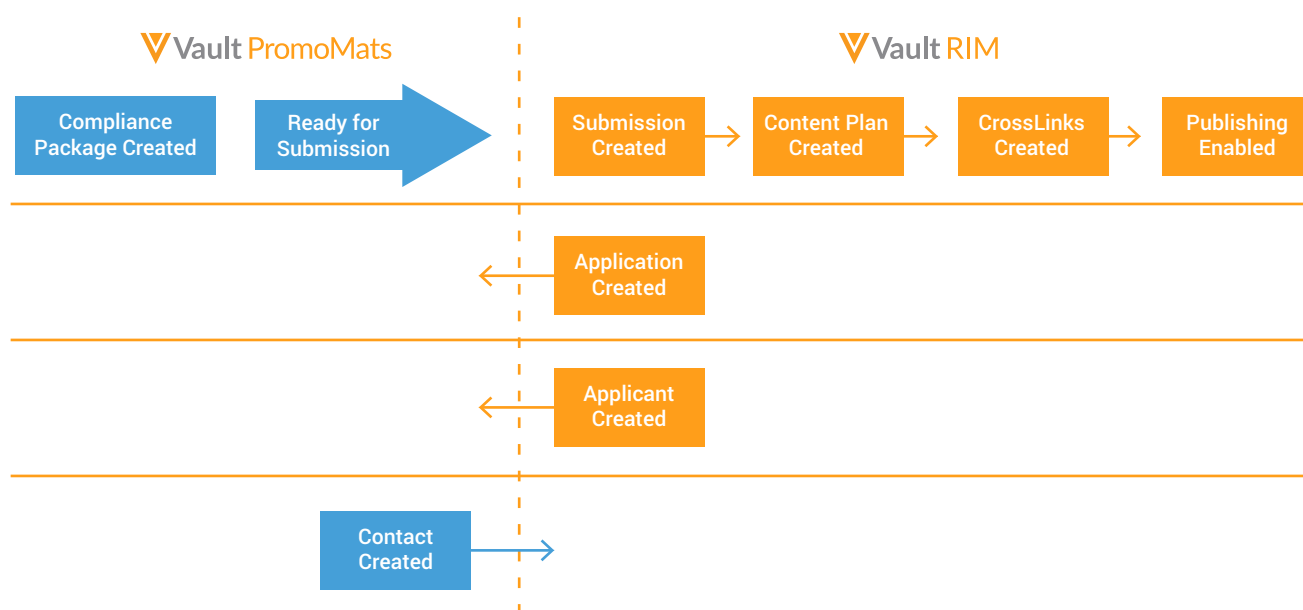 Vault PromoMats
Vault RIM
Compliance
Package Created
Ready for
Submission
Submission
Created
Content Plan
Created
CrossLinks
Created
Publishing
Enabled
Application
Created
Applicant
Created
Contact
Created